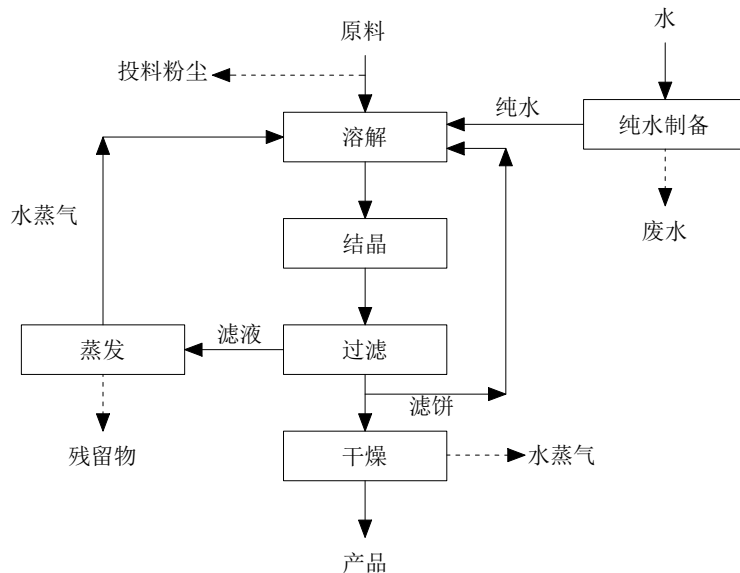 原料
水
投料粉尘
纯水
溶解
纯水制备
水蒸气
结晶
废水
滤液
蒸发
过滤
滤饼
残留物
干燥
水蒸气
产品